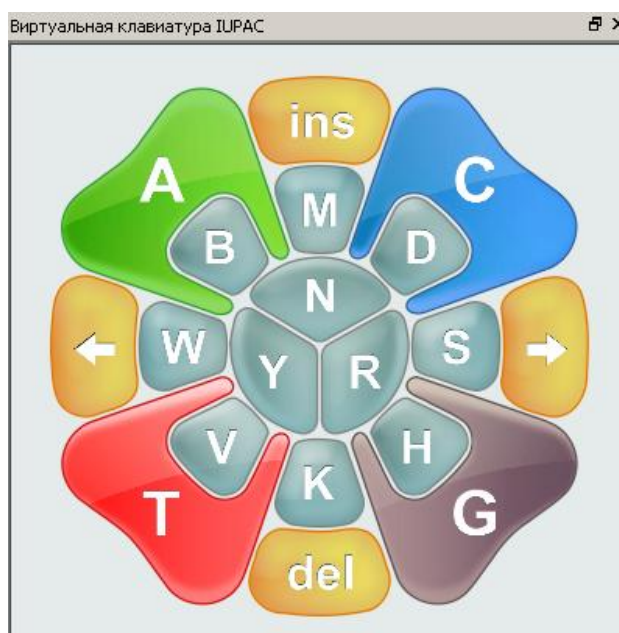 Виртуальная клавиатура IUPAC
ins
A C
M
B D
N
W S
Y R
V H
K
T G
del